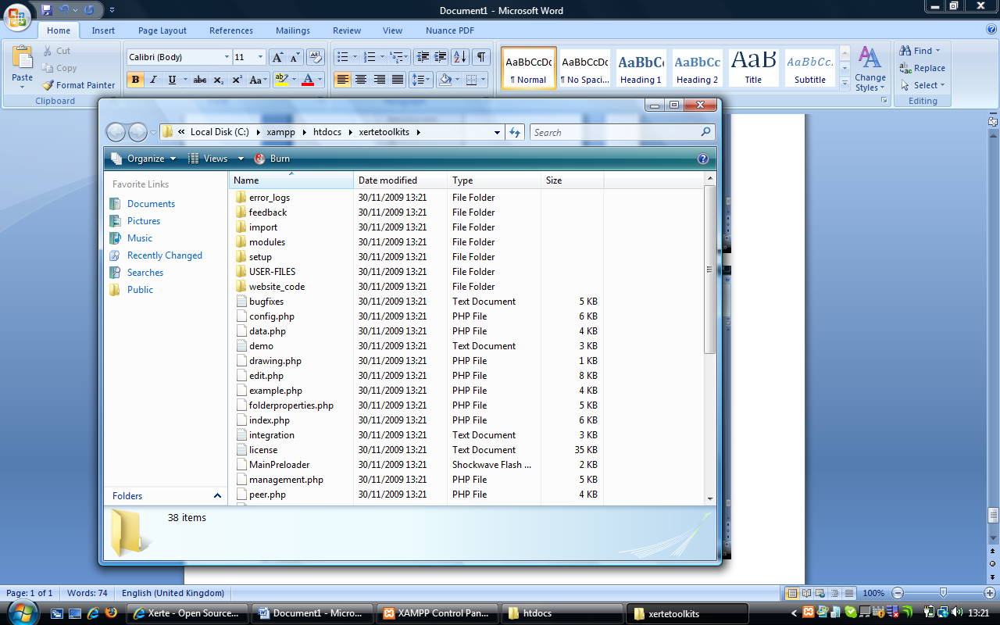 Document1 - Microsoft Word
Home Insert Page Layout References Mailings Review View Nuance PDF
Paste
Cut
Copy
Format Painter
Clipboard
Calibri (Body) 11
AaBbCcDc AaBbCcDc AaBbC AaBbCc AaB AaBbCc.
¶ Normal ¶ No Spaci... Heading 1 Heading 2 Title Subtitle
Change Styles
Find
Replace
Select
Editing
« Local Disk (C:) xampp htdocs xertetoolkits
Search
Organize Views Burn
Favorite Links
Documents
Pictures
Music
Recently Changed
Searches
Public
Folders
Name Date modified Type Size
error_logs 30/11/2009 13:21 File Folder
feedback 30/11/2009 13:21 File Folder
import 30/11/2009 13:21 File Folder
modules 30/11/2009 13:21 File Folder
setup 30/11/2009 13:21 File Folder
USER-FILES 30/11/2009 13:21 File Folder
website_code 30/11/2009 13:21 File Folder
bugfixes 30/11/2009 13:21 Text Document 5 KB
config.php 30/11/2009 13:21 PHP File 6 KB
data.php 30/11/2009 13:21 PHP File 4 KB
demo 30/11/2009 13:21 Text Document 3 KB
drawing.php 30/11/2009 13:21 PHP File 1 KB
edit.php 30/11/2009 13:21 PHP File 8 KB
example.php 30/11/2009 13:21 PHP File 4 KB
folderproperties.php 30/11/2009 13:21 PHP File 5 KB
index.php 30/11/2009 13:21 PHP File 6 KB
integration 30/11/2009 13:21 Text Document 3 KB
license 30/11/2009 13:21 Text Document 35 KB
MainPreloader 30/11/2009 13:21 Shockwave Flash ... 2 KB
management.php 30/11/2009 13:21 PHP File 5 KB
peer.php 30/11/2009 13:21 PHP File 4 KB
38 items
Page: 1 of 1 Words: 74 English (United Kingdom) 100%
Xerte - Open Source... Document1 - Micro... XAMPP Control Pan... htdocs xertetoolkits 13:21